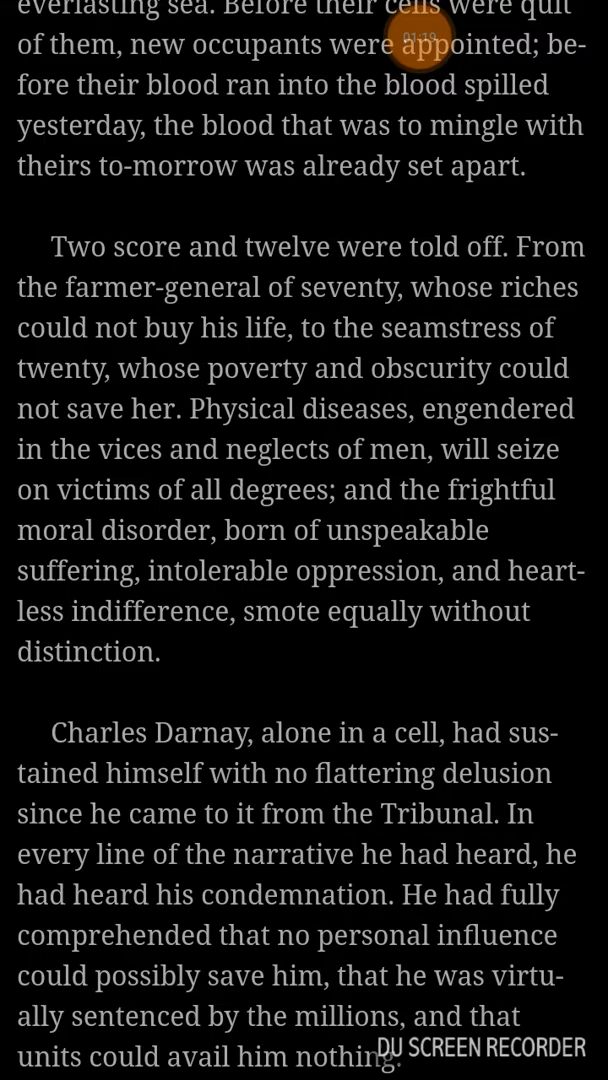 everlasting sea. Before their cells were quit
of them, new occupants were appointed; be-
fore their blood ran into the blood spilled
yesterday, the blood that was to mingle with
theirs to-morrow was already set apart.
Two score and twelve were told off. From
the farmer-general of seventy, whose riches
could not buy his life, to the seamstress of
twenty, whose poverty and obscurity could
not save her. Physical diseases, engendered
in the vices and neglects of men, will seize
on victims of all degrees; and the frightful
moral disorder, born of unspeakable
suffering, intolerable oppression, and heart-
less indifference, smote equally without
distinction.
Charles Darnay, alone in a cell, had sus-
tained himself with no flattering delusion
since he came to it from the Tribunal. In
every line of the narrative he had heard, he
had heard his condemnation. He had fully
comprehended that no personal influence
could possibly save him, that he was virtu-
ally sentenced by the millions, and that
units could avail him nothing.
DU SCREEN RECORDER